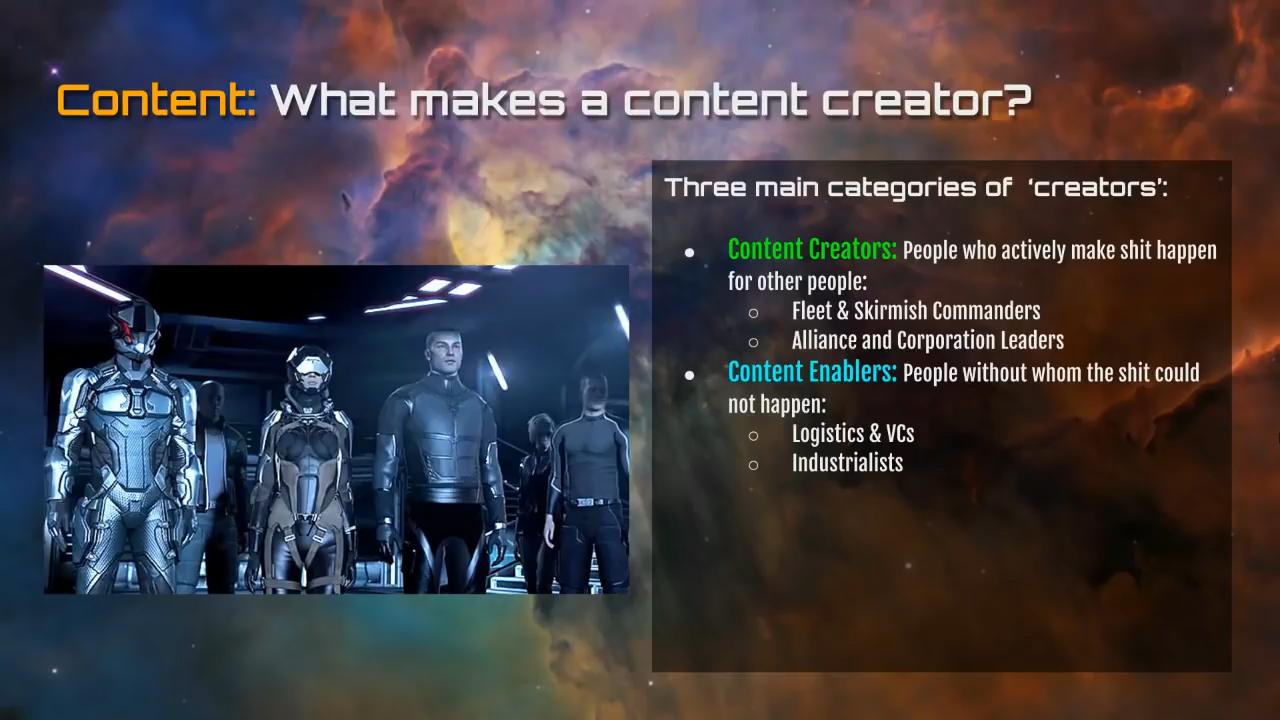 Content: What makes a content creator?
Three main categories of  ‘creators’:
● Content Creators: People who actively make shit happen
for other people:
○ Fleet & Skirmish Commanders
○ Alliance and Corporation Leaders
● Content Enablers: People without whom the shit could
not happen:
○ Logistics & VCs
○ Industrialists